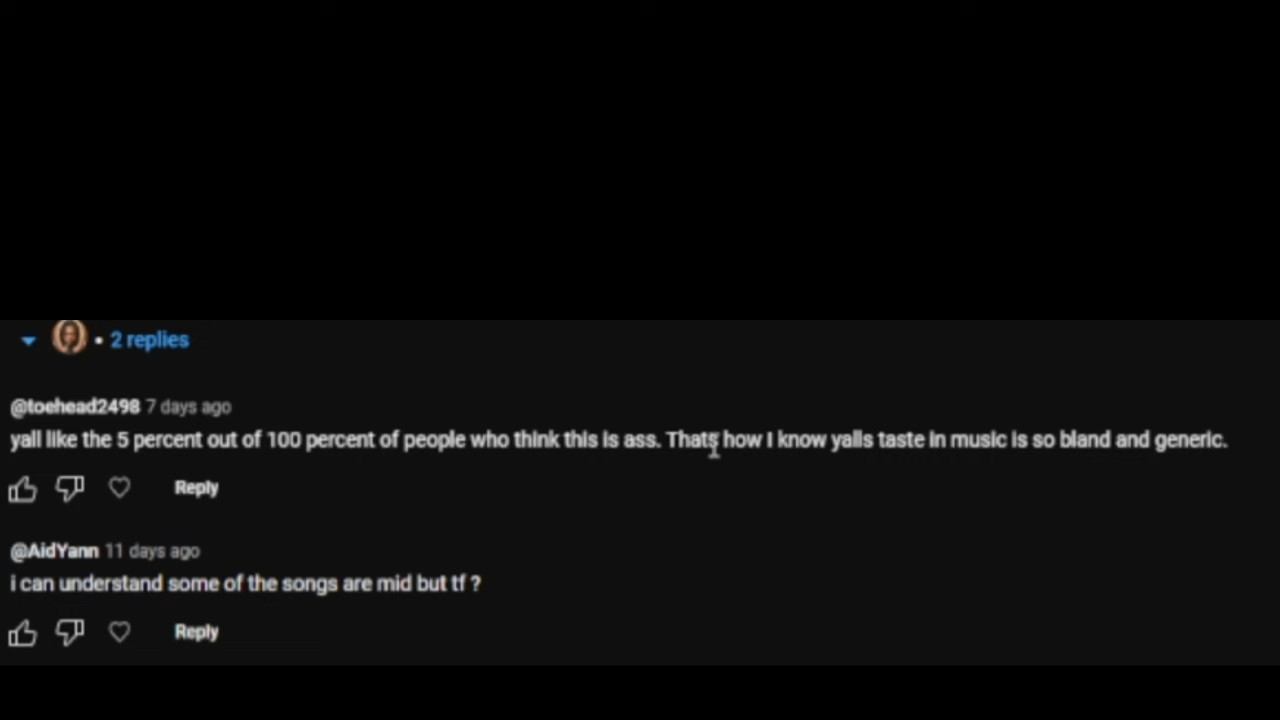 • 2 replies
@toehead2498 7 days ago
yall like the 5 percent out of 100 percent of people who think this is ass. Thats how I know yalls taste in music is so bland and generic.
Reply
@AidYann 11 days ago
i can understand some of the songs are mid but tf ?
Reply